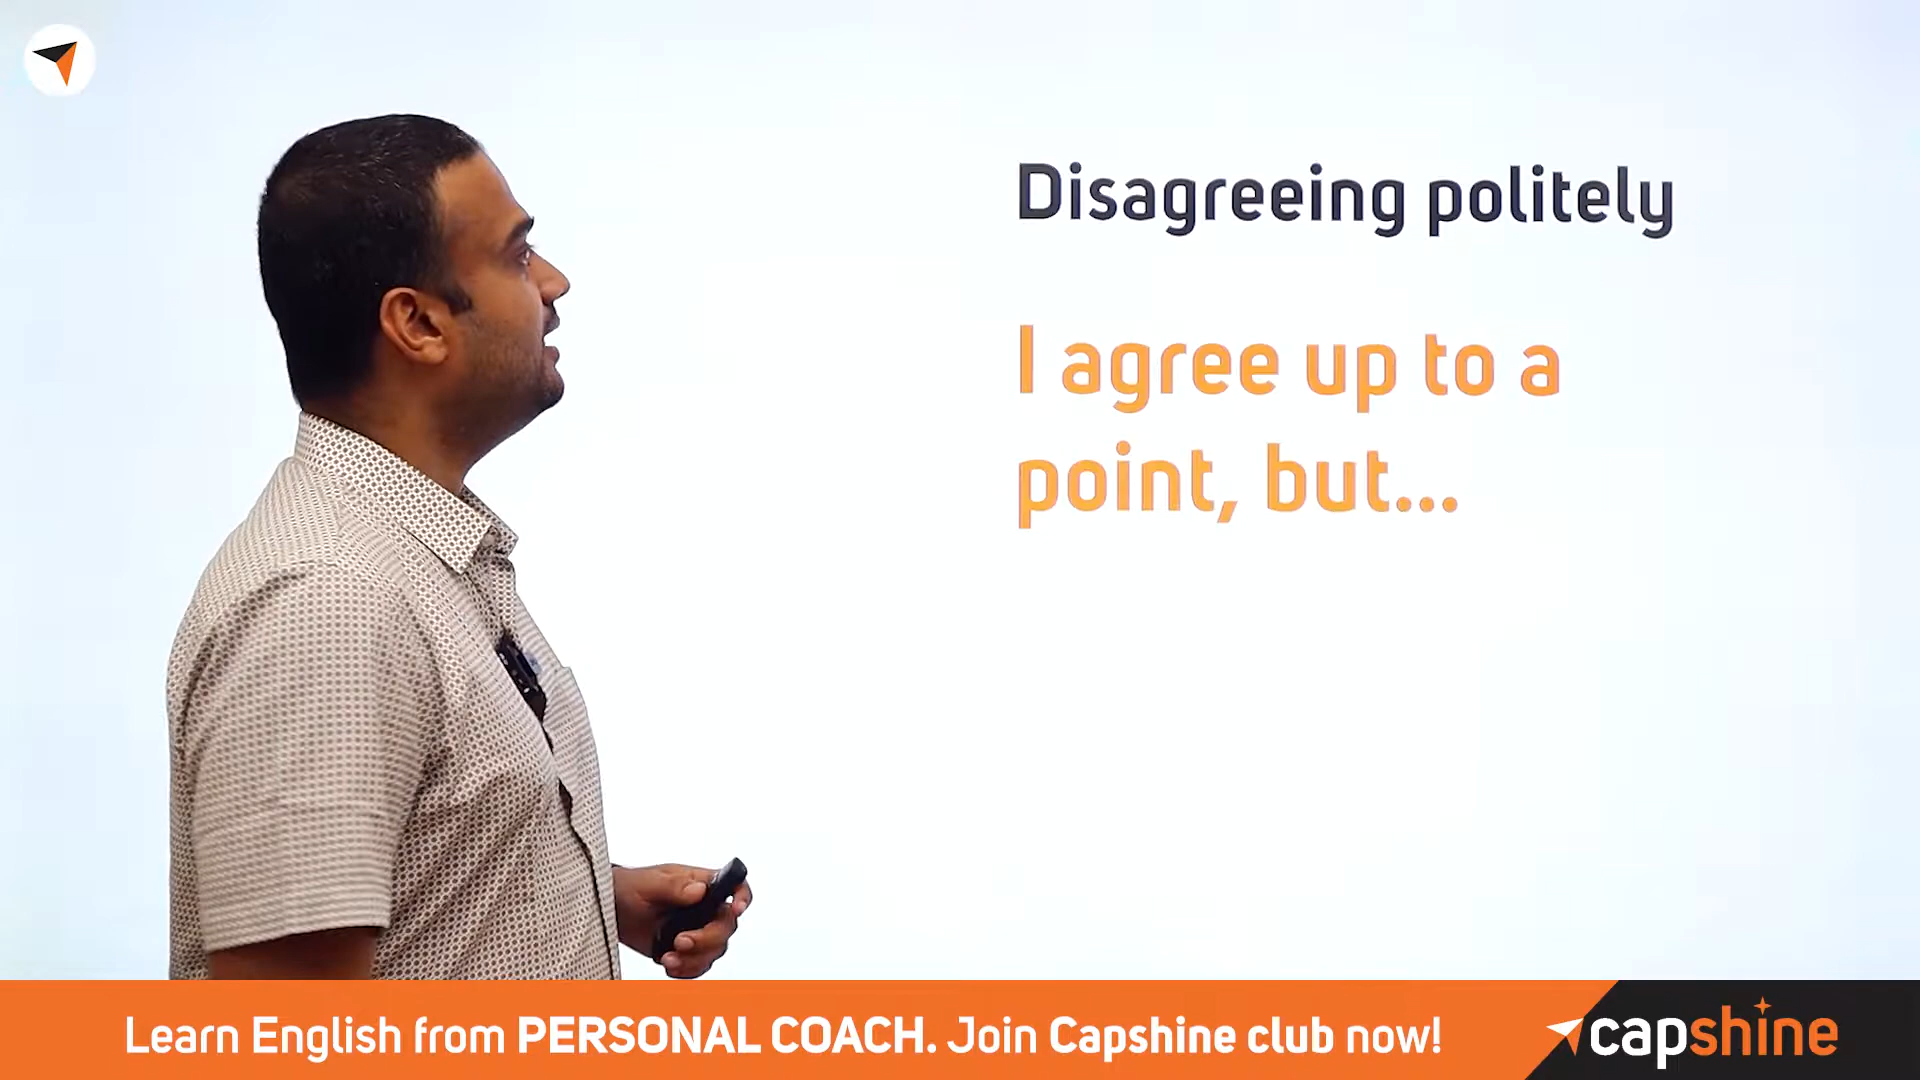 Disagreeing politely
I agree up to a
point, but...
Learn English from PERSONAL COACH. Join Capshine club now!
capshine